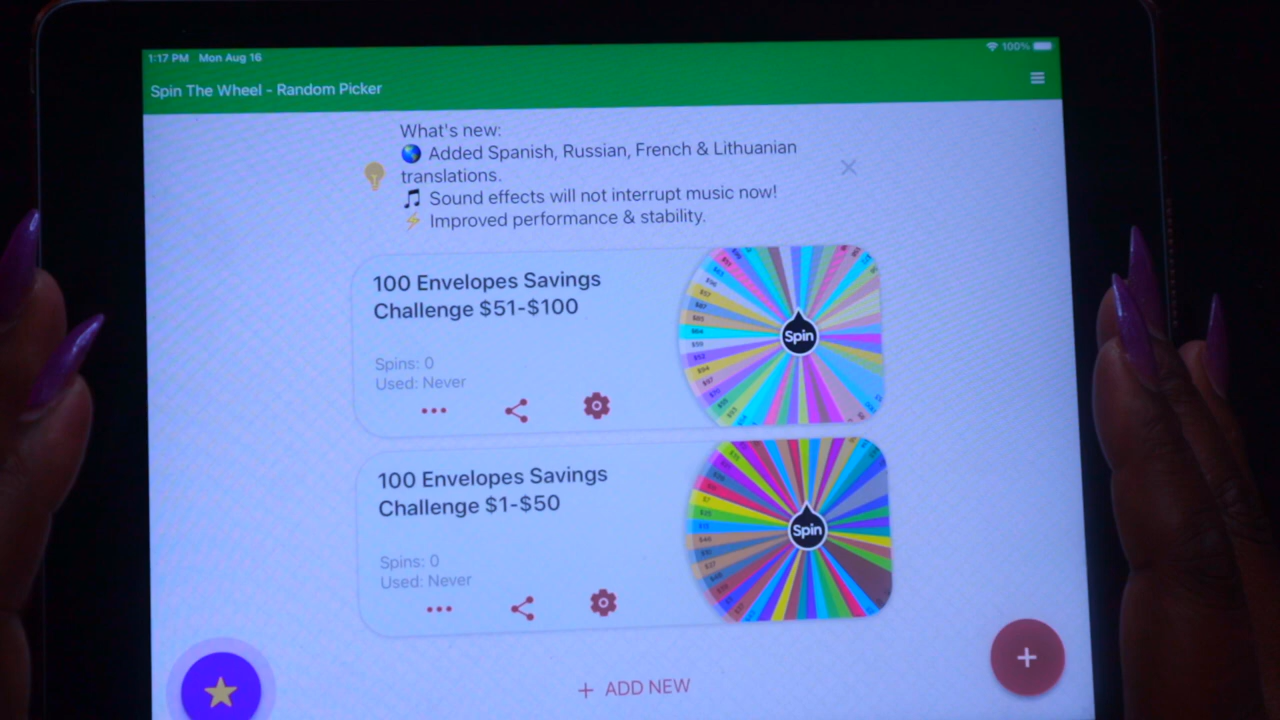 1:17 PM Mon Aug 16
100%
Spin The Wheel - Random Picker
What's new:
🌎 Added Spanish, Russian, French & Lithuanian
translations.
🎵 Sound effects will not interrupt music now!
⚡ Improved performance & stability.
100 Envelopes Savings
Challenge $51-$100
Spins: 0
Used: Never
Spin
100 Envelopes Savings
Challenge $1-$50
Spins: 0
Used: Never
Spin
+ ADD NEW